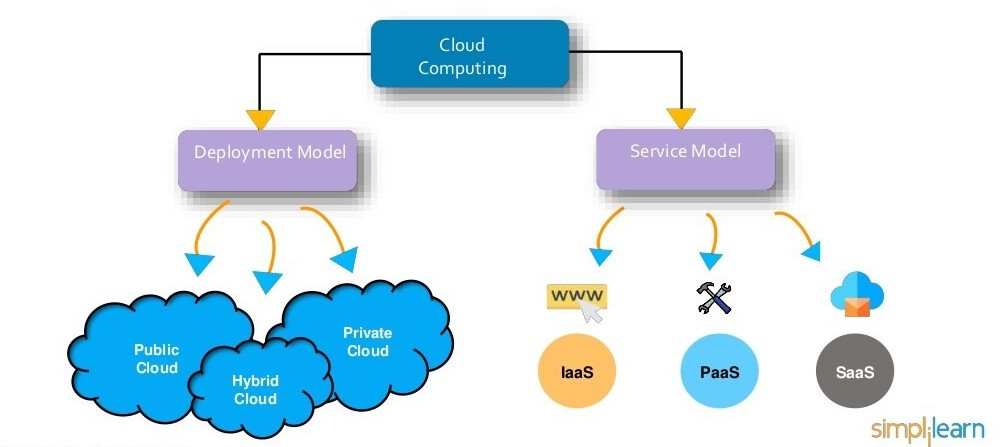 Cloud
Computing
Deployment Model
Service Model
Public
Cloud
Hybrid
Cloud
Private
Cloud
WWW
IaaS
PaaS
SaaS
simplilearn